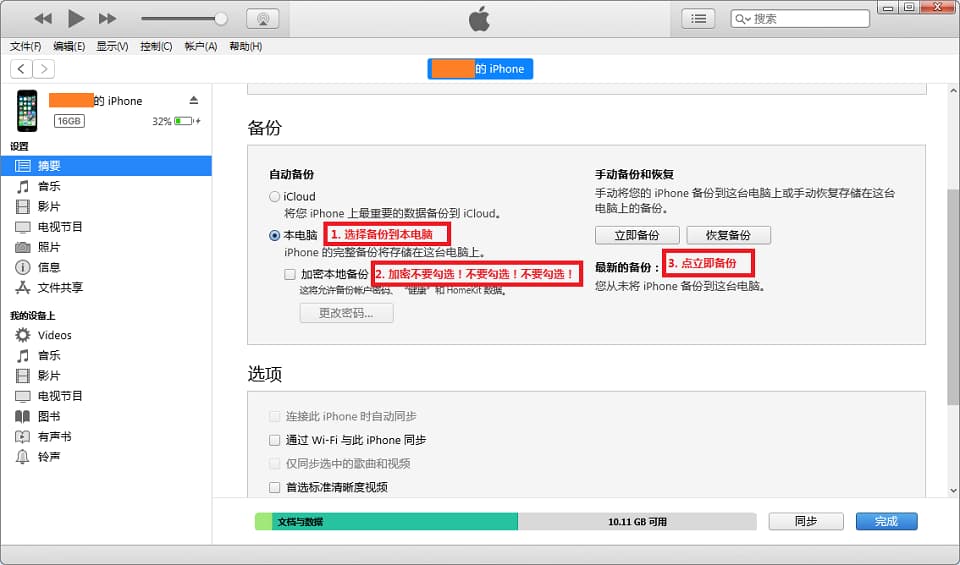 搜索
文件(F) 编辑(E) 显示(V) 控制(C) 帐户(A) 帮助(H)
的 iPhone
的 iPhone
16GB
32%
设置
摘要
音乐
影片
电视节目
照片
信息
文件共享
我的设备上
Videos
音乐
影片
电视节目
图书
有声书
铃声
备份
自动备份
iCloud
将您 iPhone 上最重要的数据备份到 iCloud。
本电脑
1. 选择备份到本电脑
iPhone 的完整备份将存储在这台电脑上。
加密本地备份
2. 加密不要勾选！不要勾选！不要勾选！
这将允许备份帐户密码、“健康”和 HomeKit 数据。
更改密码...
手动备份和恢复
手动将您的 iPhone 备份到这台电脑上或手动恢复存储在这台
电脑上的备份。
立即备份
恢复备份
最新的备份：
3. 点立即备份
您从未将 iPhone 备份到这台电脑。
选项
连接此 iPhone 时自动同步
通过 Wi-Fi 与此 iPhone 同步
仅同步选中的歌曲和视频
首选标准清晰度视频
文档与数据
10.11 GB 可用
同步
完成